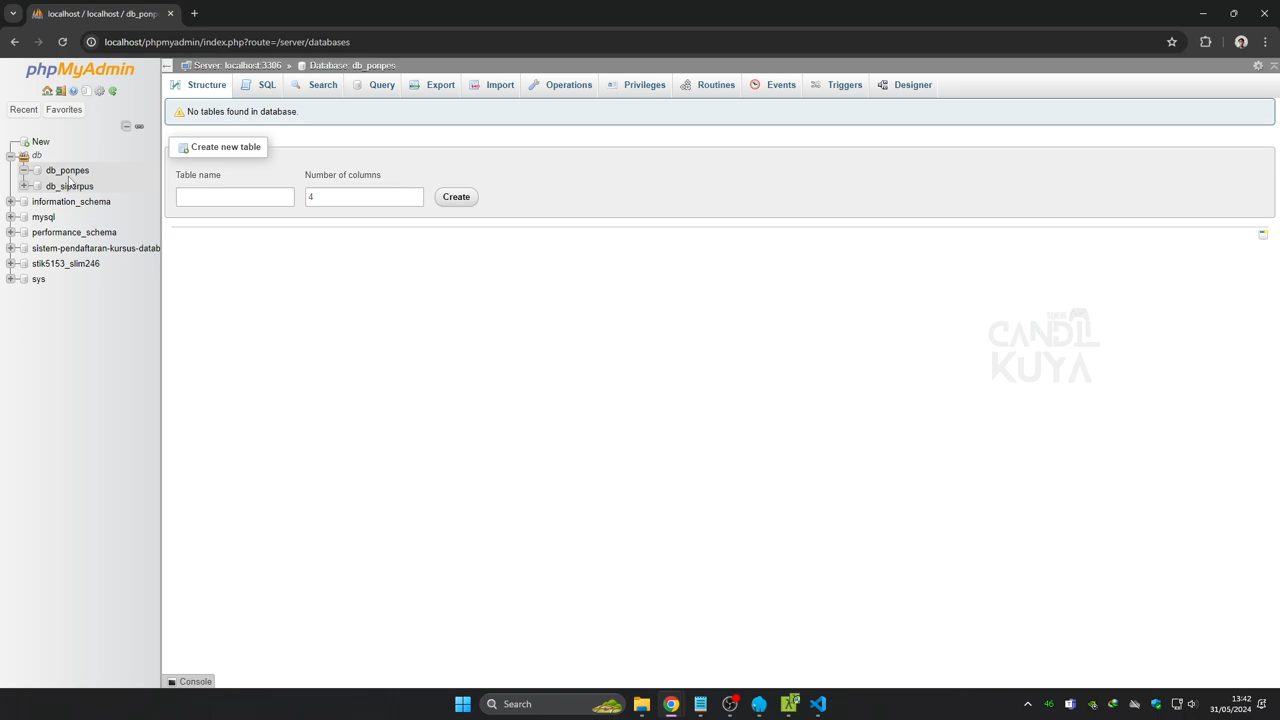 localhost / localhost / db_pon
localhost/phpmyadmin/index.php?route=/server/databases
phpMyAdmin
Server: localhost:3306 » Database: db_ponpes
Structure SQL Search Query Export Import Operations Privileges Routines Events Triggers Designer
Recent Favorites
No tables found in database.
New
db
db_ponpes
information_schema
mysql
performance_schema
sistem-pendaftaran-kursus-datab
stik5153_slim246
sys
Create new table
Table name Number of columns
4 Create
CANDIL
KUYA
Console
Search
46
13:42
31/05/2024